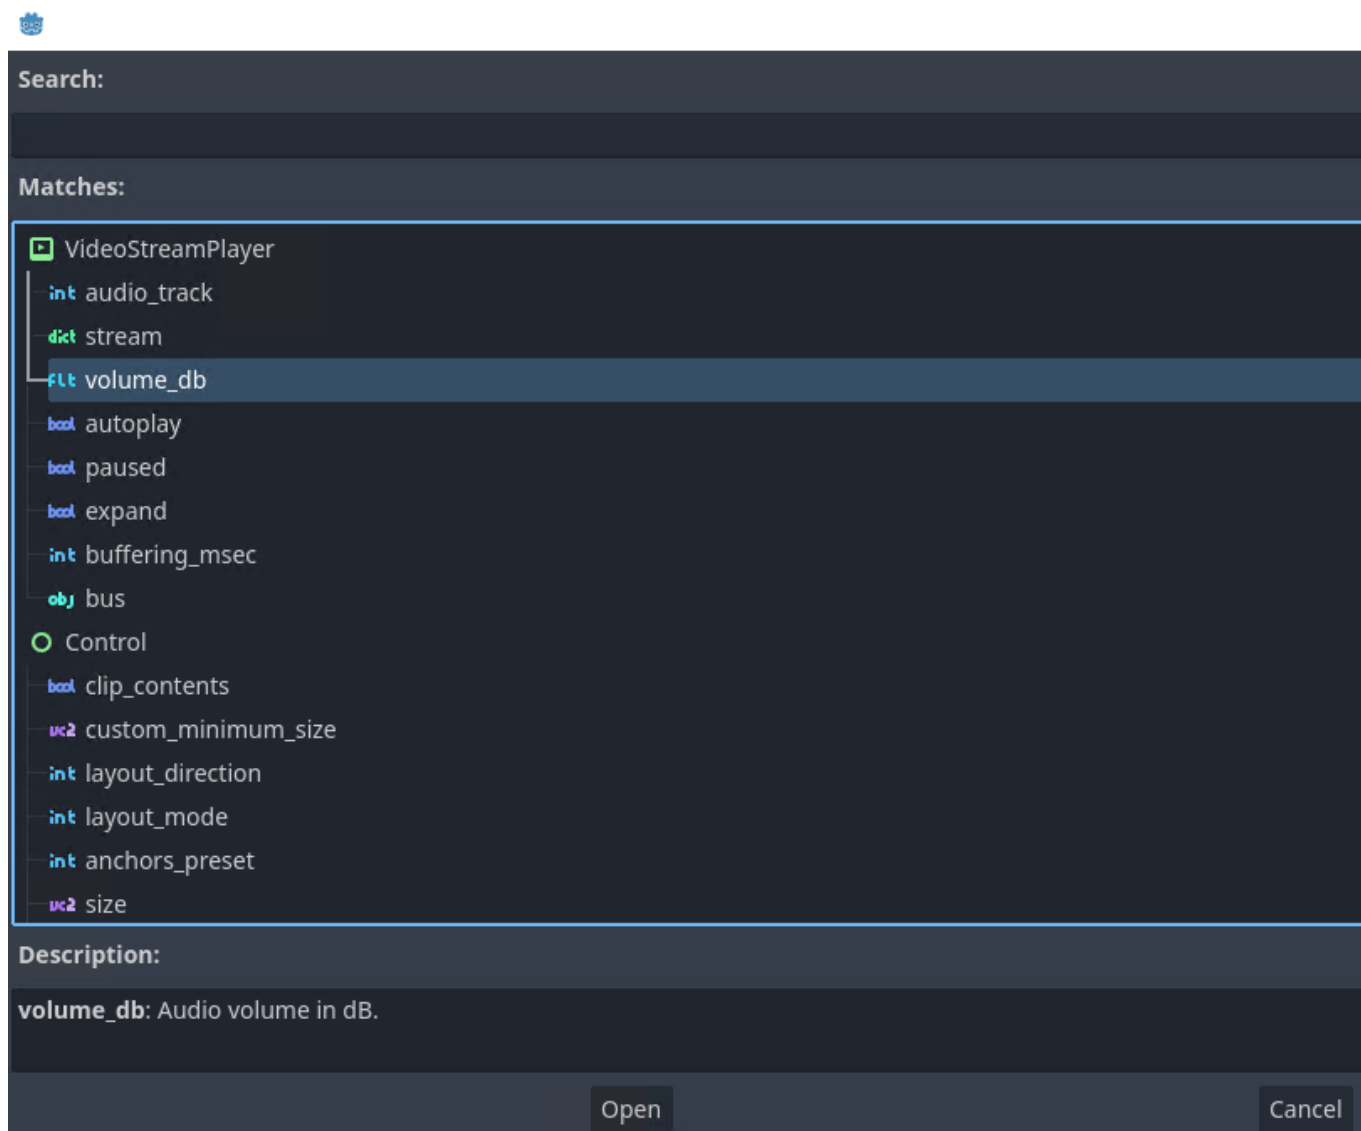 Search:
Matches:
VideoStreamPlayer
int audio_track
dict stream
flt volume_db
bool autoplay
bool paused
bool expand
int buffering_msec
obj bus
Control
bool clip_contents
vc2 custom_minimum_size
int layout_direction
int layout_mode
int anchors_preset
vc2 size
Description:
volume_db: Audio volume in dB.
Open Cancel